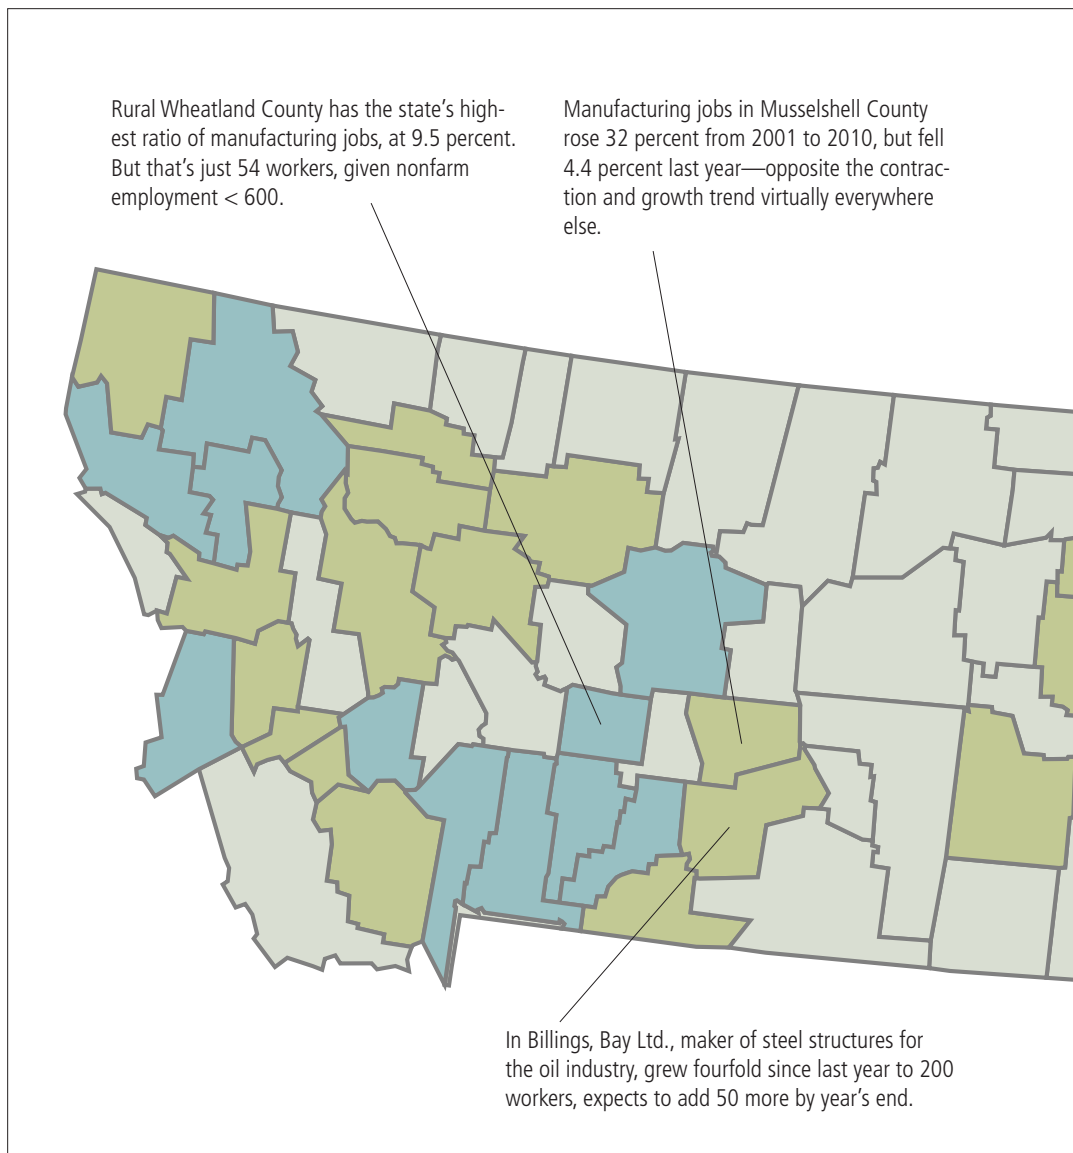 Rural Wheatland County has the state’s high-
est ratio of manufacturing jobs, at 9.5 percent.
But that’s just 54 workers, given nonfarm
employment < 600.
Manufacturing jobs in Musselshell County
rose 32 percent from 2001 to 2010, but fell
4.4 percent last year—opposite the contrac-
tion and growth trend virtually everywhere
else.
In Billings, Bay Ltd., maker of steel structures for
the oil industry, grew fourfold since last year to 200
workers, expects to add 50 more by year’s end.